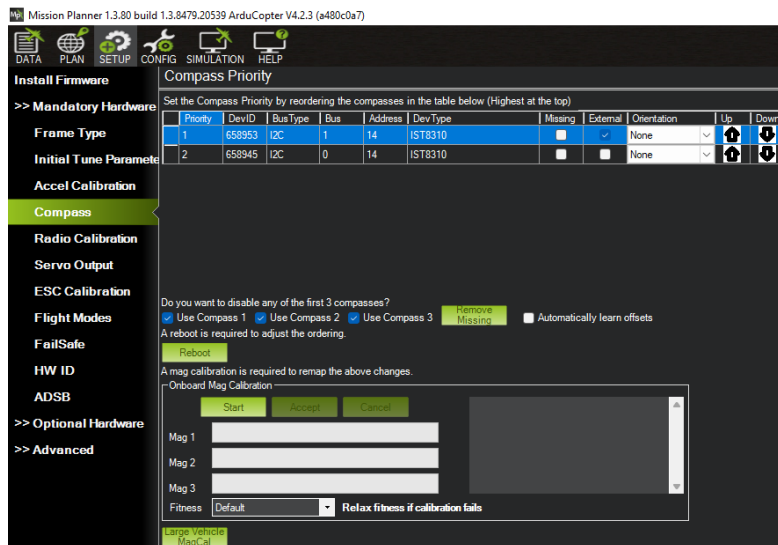 Mission Planner 1.3.80 build 1.3.8479.20539 ArduCopter V4.2.3 (a480c0a7)
DATA PLAN SETUP CONFIG SIMULATION HELP
Install Firmware
>> Mandatory Hardware
Frame Type
Initial Tune Paramete
Accel Calibration
Compass
Radio Calibration
Servo Output
ESC Calibration
Flight Modes
FailSafe
HW ID
ADSB
>> Optional Hardware
>> Advanced
Compass Priority
Set the Compass Priority by reordering the compasses in the table below (Highest at the top)
Priority DevID BusType Bus Address DevType Missing External Orientation Up Down
1 658953 I2C 1 14 IST8310 None
2 658945 I2C 0 14 IST8310 None
Do you want to disable any of the first 3 compasses?
Use Compass 1 Use Compass 2 Use Compass 3 Remove Missing Automatically learn offsets
A reboot is required to adjust the ordering.
Reboot
A mag calibration is required to remap the above changes.
Onboard Mag Calibration
Start Accept Cancel
Mag 1
Mag 2
Mag 3
Fitness Default Relax fitness if calibration fails
Large Vehicle
MagCal